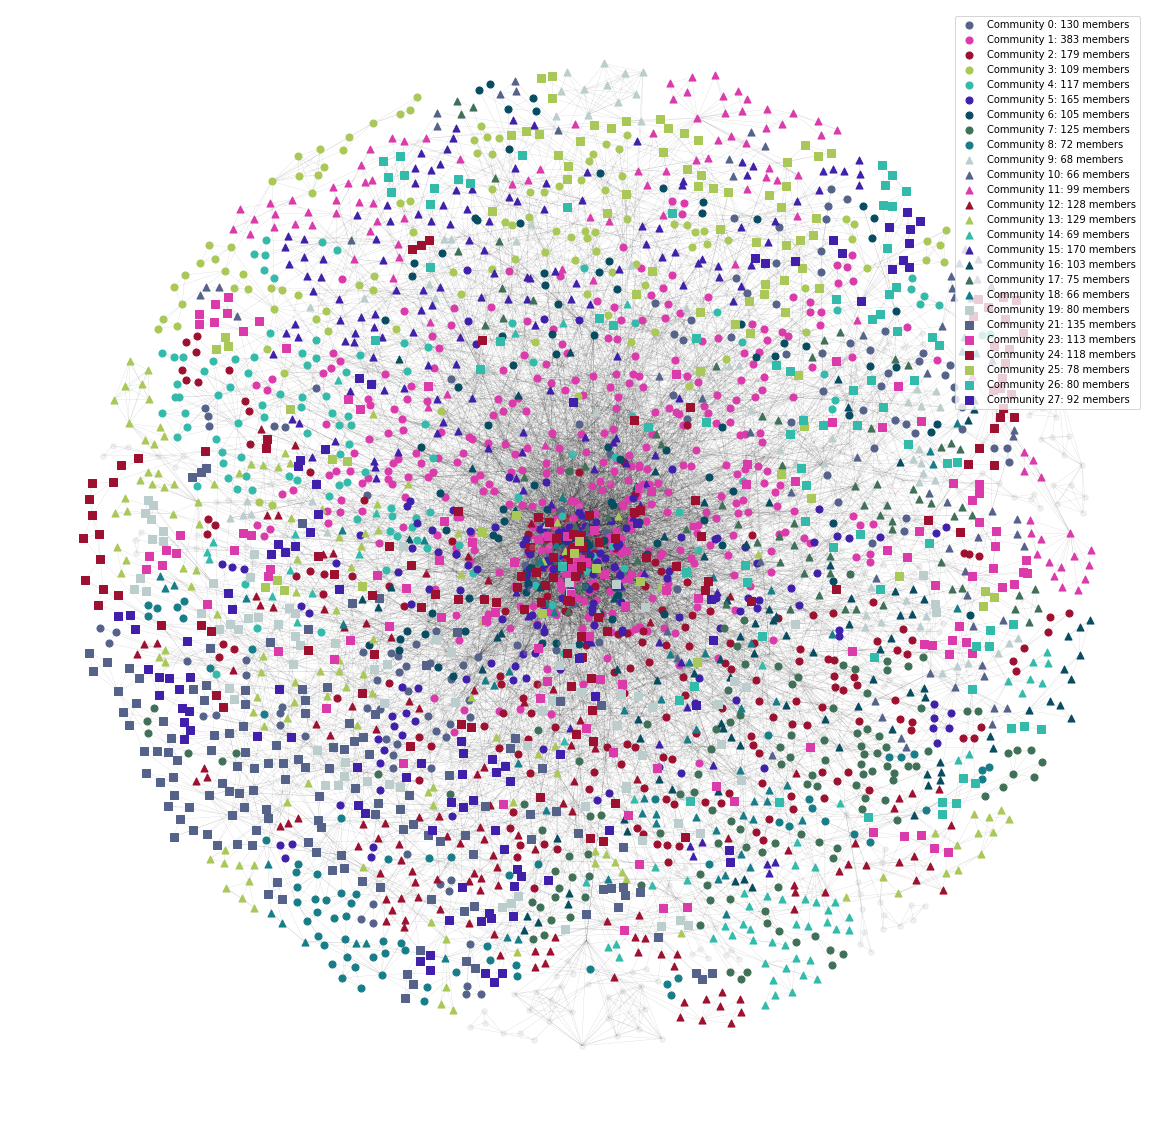 Community 0: 130 members
Community 1: 383 members
Community 2: 179 members
Community 3: 109 members
Community 4: 117 members
Community 5: 165 members
Community 6: 105 members
Community 7: 125 members
Community 8: 72 members
Community 9: 68 members
Community 10: 66 members
Community 11: 99 members
Community 12: 128 members
Community 13: 129 members
Community 14: 69 members
Community 15: 170 members
Community 16: 103 members
Community 17: 75 members
Community 18: 66 members
Community 19: 80 members
Community 21: 135 members
Community 23: 113 members
Community 24: 118 members
Community 25: 78 members
Community 26: 80 members
Community 27: 92 members